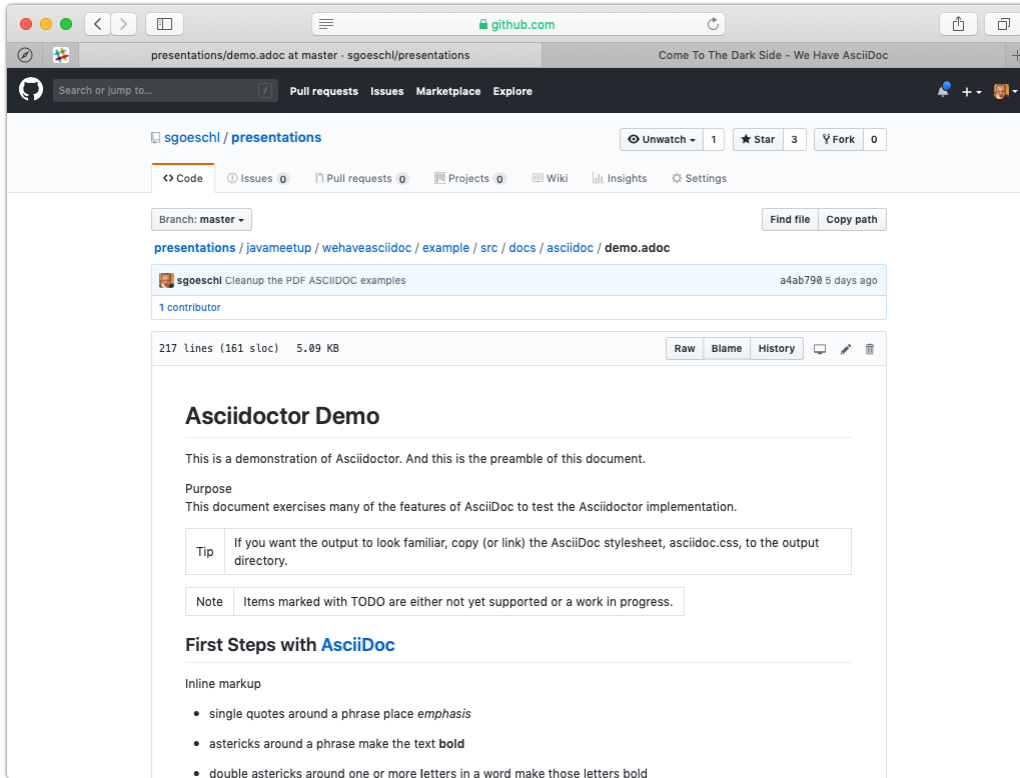 github.com
presentations/demo.adoc at master · sgoeschl/presentations
Come To The Dark Side - We Have AsciiDoc
Search or jump to...
/
Pull requests Issues Marketplace Explore
sgoeschl / presentations
Unwatch 1
Star 3
Fork 0
<> Code
Issues 0
Pull requests 0
Projects 0
Wiki
Insights
Settings
Branch: master
Find file Copy path
presentations / javameetup / wehaveasciidoc / example / src / docs / asciidoc / demo.adoc
sgoeschl Cleanup the PDF ASCIIDOC examples
a4ab790 5 days ago
1 contributor
217 lines (161 sloc) 5.09 KB
Raw Blame History
Asciidoctor Demo
This is a demonstration of Asciidoctor. And this is the preamble of this document.
Purpose
This document exercises many of the features of AsciiDoc to test the Asciidoctor implementation.
Tip
If you want the output to look familiar, copy (or link) the AsciiDoc stylesheet, asciidoc.css, to the output
directory.
Note
Items marked with TODO are either not yet supported or a work in progress.
First Steps with AsciiDoc
Inline markup
• single quotes around a phrase place emphasis
• astericks around a phrase make the text bold
• double astericks around one or more letters in a word make those letters bold